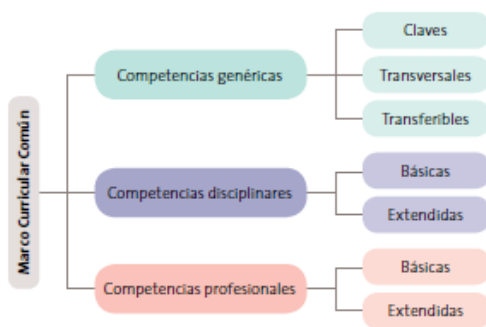 Marco Curricular Común
Competencias genéricas
Claves
Transversales
Transferibles
Competencias disciplinares
Básicas
Extendidas
Competencias profesionales
Básicas
Extendidas